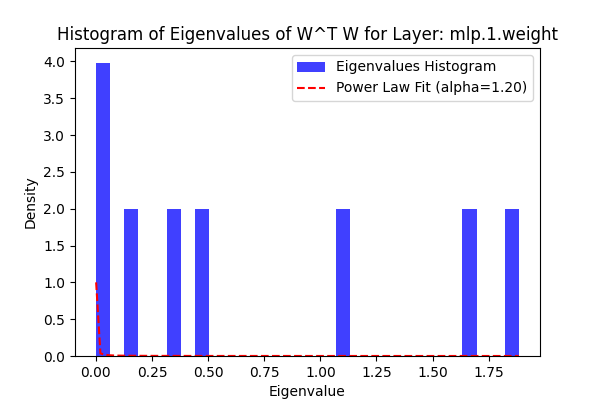 Histogram of Eigenvalues of W^T W for Layer: mlp.1.weight
Eigenvalues Histogram
Power Law Fit (alpha=1.20)
Density
4.0
3.5
3.0
2.5
2.0
1.5
1.0
0.5
0.0
0.00 0.25 0.50 0.75 1.00 1.25 1.50 1.75
Eigenvalue